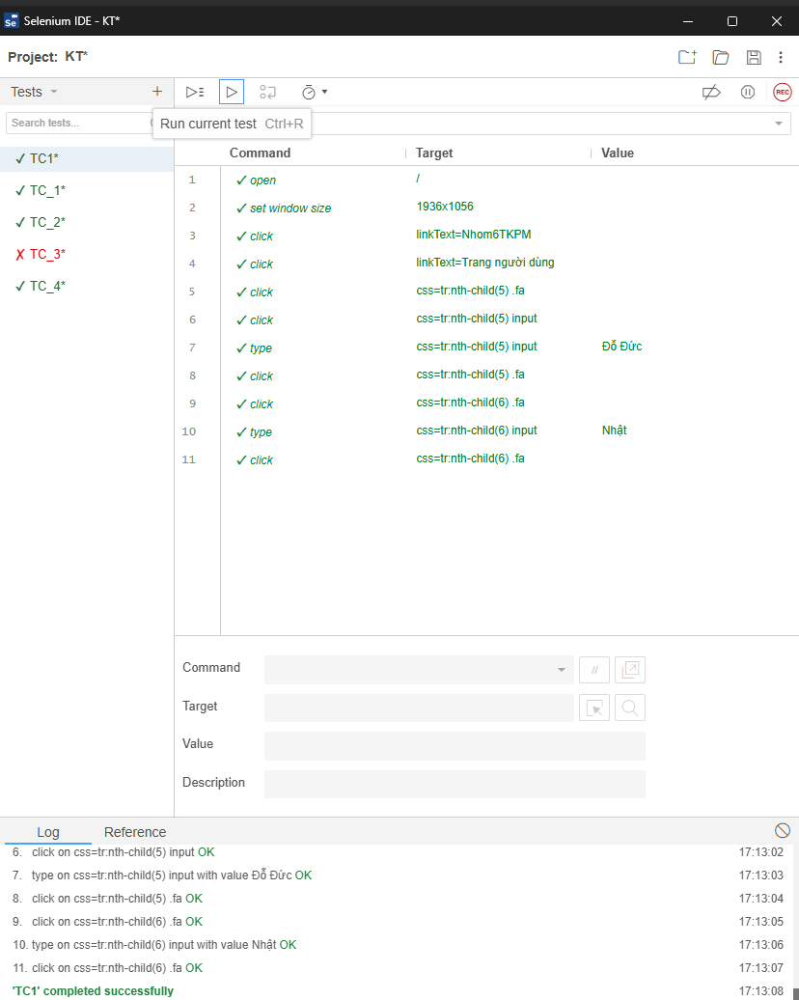 Se Selenium IDE - KT*
Project: KT*
Tests +
REC
Search tests...
Run current test Ctrl+R
Command Target Value
✓ TC1*
✓ TC_1*
✓ TC_2*
✗ TC_3*
✓ TC_4*
1 ✓ open /
2 ✓ set window size 1936x1056
3 ✓ click linkText=Nhom6TKPM
4 ✓ click linkText=Trang người dùng
5 ✓ click css=tr:nth-child(5) .fa
6 ✓ click css=tr:nth-child(5) input
7 ✓ type css=tr:nth-child(5) input Đỗ Đức
8 ✓ click css=tr:nth-child(5) .fa
9 ✓ click css=tr:nth-child(6) .fa
10 ✓ type css=tr:nth-child(6) input Nhật
11 ✓ click css=tr:nth-child(6) .fa
Command //
Target
Value
Description
Log Reference
6. click on css=tr:nth-child(5) input OK 17:13:02
7. type on css=tr:nth-child(5) input with value Đỗ Đức OK 17:13:03
8. click on css=tr:nth-child(5) .fa OK 17:13:04
9. click on css=tr:nth-child(6) .fa OK 17:13:05
10. type on css=tr:nth-child(6) input with value Nhật OK 17:13:06
11. click on css=tr:nth-child(6) .fa OK 17:13:07
'TC1' completed successfully 17:13:08